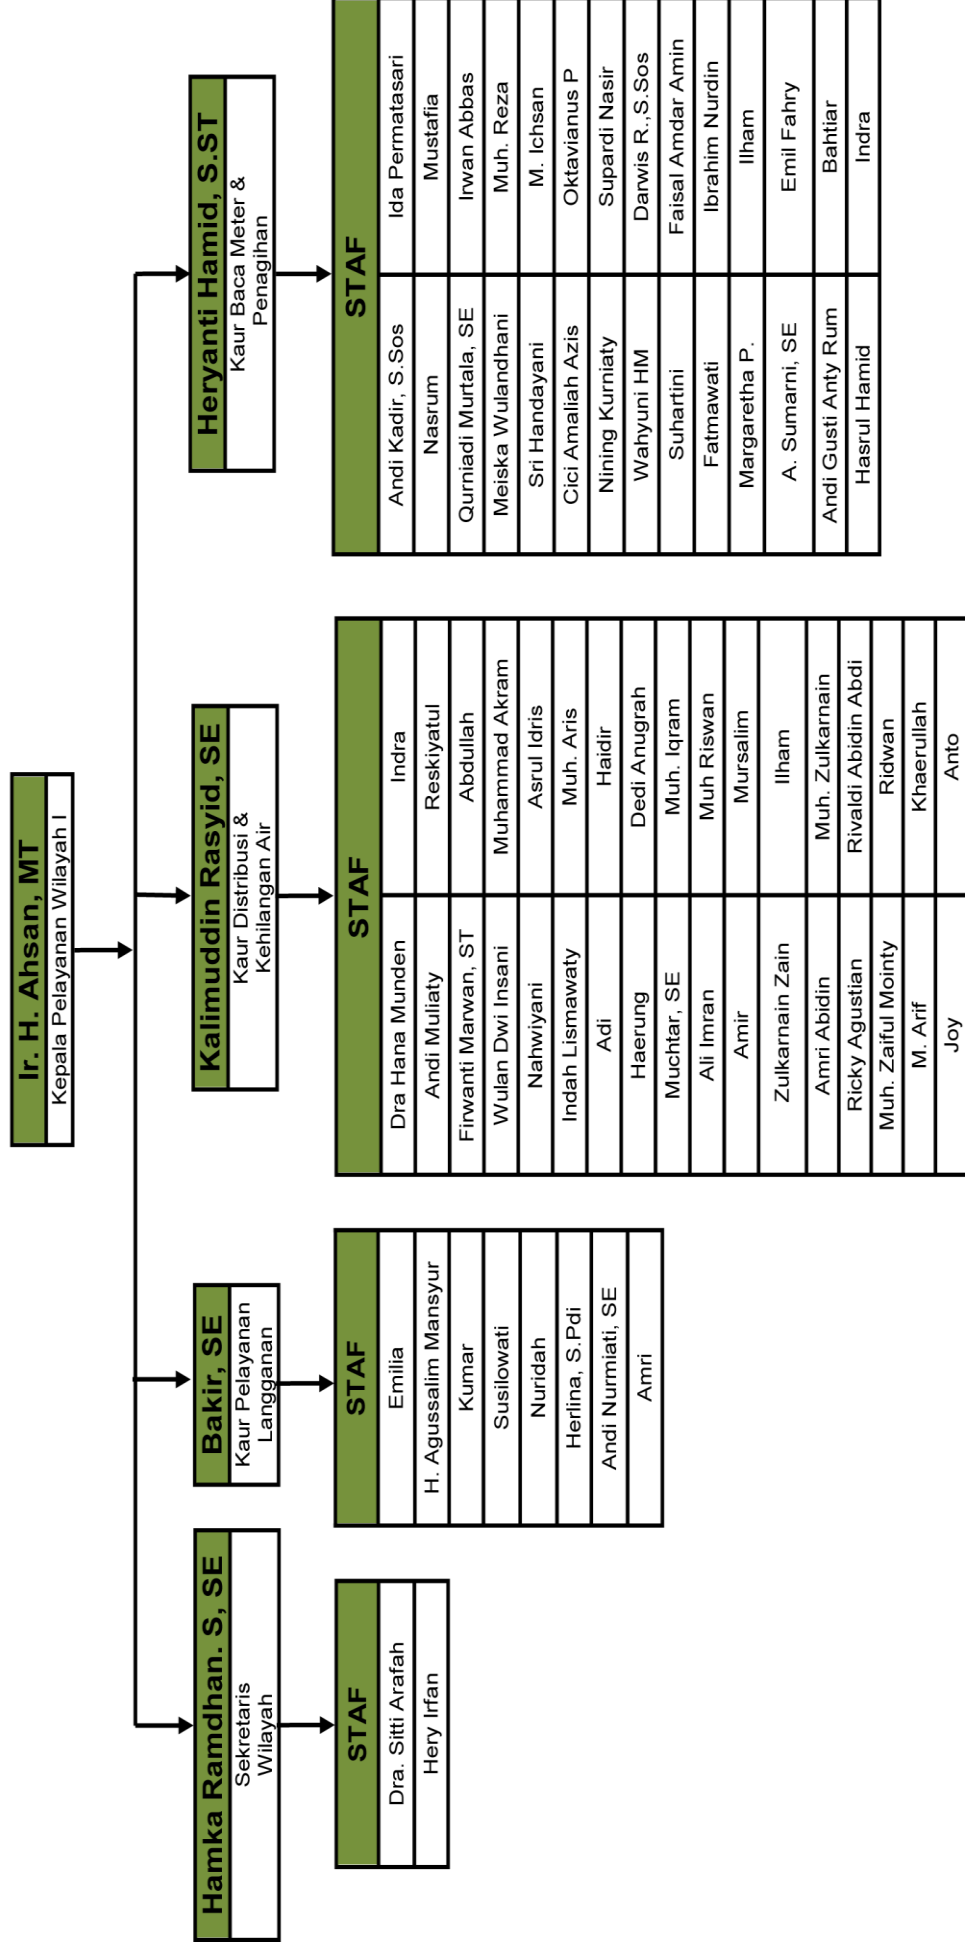 Ir. H. Ahsan, MT
Kepala Pelayanan Wilayah I
Hamka Ramdhan. S, SE
Sekretaris
Wilayah
STAF
Dra. Sitti Arafah
Hery Irfan
Bakir, SE
Kaur Pelayanan
Langganan
STAF
Emilia
H. Agussalim Mansyur
Kumar
Susilowati
Nuridah
Herlina, S.Pdi
Andi Nurmiati, SE
Amri
Kalimuddin Rasyid, SE
Kaur Distribusi &
Kehilangan Air
STAF
Dra Hana Munden
Indra
Andi Muliaty
Reskiyatul
Firwanti Marwan, ST
Abdullah
Wulan Dwi Insani
Muhammad Akram
Nahwiyani
Asrul Idris
Indah Lismawaty
Muh. Aris
Adi
Haidir
Haerung
Dedi Anugrah
Muchtar, SE
Muh. Iqram
Ali Imran
Muh Riswan
Amir
Mursalim
Zulkarnain Zain
Ilham
Amri Abidin
Muh. Zulkarnain
Ricky Agustian
Rivaldi Abidin Abdi
Muh. Zaiful Mointy
Ridwan
M. Arif
Khaerullah
Joy
Anto
Heryanti Hamid, S.ST
Kaur Baca Meter &
Penagihan
STAF
Andi Kadir, S.Sos
Ida Permatasari
Nasrum
Mustafia
Qurniadi Murtala, SE
Irwan Abbas
Meiska Wulandhani
Muh. Reza
Sri Handayani
M. Ichsan
Cici Amaliah Azis
Oktavianus P
Nining Kurniaty
Supardi Nasir
Wahyuni HM
Darwis R.,S.Sos
Suhartini
Faisal Amdar Amin
Fatmawati
Ibrahim Nurdin
Margaretha P.
Ilham
A. Sumarni, SE
Emil Fahry
Andi Gusti Anty Rum
Bahtiar
Hasrul Hamid
Indra